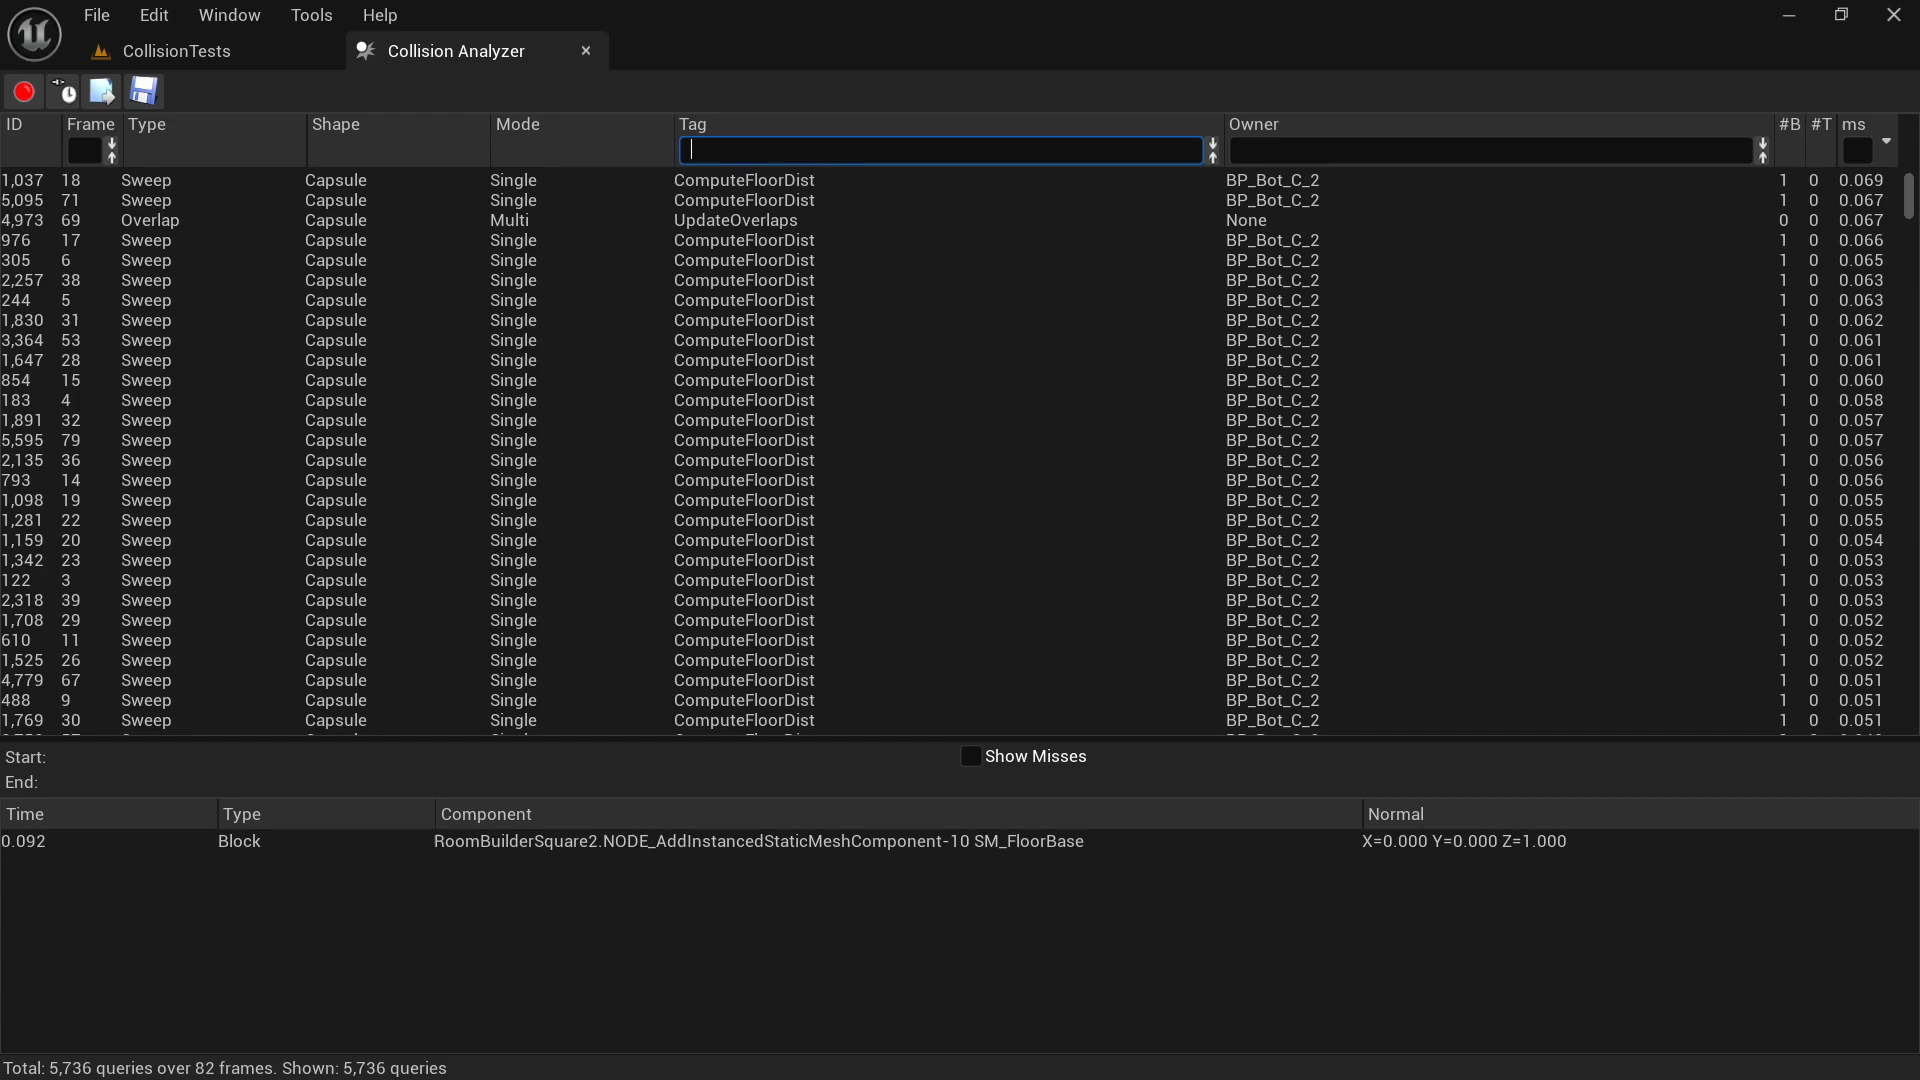 File Edit Window Tools Help
CollisionTests Collision Analyzer
ID Frame Type Shape Mode Tag Owner #B #T ms
1,037 18 Sweep Capsule Single ComputeFloorDist BP_Bot_C_2 1 0 0.069
5,095 71 Sweep Capsule Single ComputeFloorDist BP_Bot_C_2 1 0 0.067
4,973 69 Overlap Capsule Multi UpdateOverlaps None 0 0 0.067
976 17 Sweep Capsule Single ComputeFloorDist BP_Bot_C_2 1 0 0.066
305 6 Sweep Capsule Single ComputeFloorDist BP_Bot_C_2 1 0 0.065
2,257 38 Sweep Capsule Single ComputeFloorDist BP_Bot_C_2 1 0 0.063
244 5 Sweep Capsule Single ComputeFloorDist BP_Bot_C_2 1 0 0.063
1,830 31 Sweep Capsule Single ComputeFloorDist BP_Bot_C_2 1 0 0.062
3,364 53 Sweep Capsule Single ComputeFloorDist BP_Bot_C_2 1 0 0.061
1,647 28 Sweep Capsule Single ComputeFloorDist BP_Bot_C_2 1 0 0.061
854 15 Sweep Capsule Single ComputeFloorDist BP_Bot_C_2 1 0 0.060
183 4 Sweep Capsule Single ComputeFloorDist BP_Bot_C_2 1 0 0.058
1,891 32 Sweep Capsule Single ComputeFloorDist BP_Bot_C_2 1 0 0.057
5,595 79 Sweep Capsule Single ComputeFloorDist BP_Bot_C_2 1 0 0.057
2,135 36 Sweep Capsule Single ComputeFloorDist BP_Bot_C_2 1 0 0.056
793 14 Sweep Capsule Single ComputeFloorDist BP_Bot_C_2 1 0 0.056
1,098 19 Sweep Capsule Single ComputeFloorDist BP_Bot_C_2 1 0 0.055
1,281 22 Sweep Capsule Single ComputeFloorDist BP_Bot_C_2 1 0 0.055
1,159 20 Sweep Capsule Single ComputeFloorDist BP_Bot_C_2 1 0 0.054
1,342 23 Sweep Capsule Single ComputeFloorDist BP_Bot_C_2 1 0 0.053
122 3 Sweep Capsule Single ComputeFloorDist BP_Bot_C_2 1 0 0.053
2,318 39 Sweep Capsule Single ComputeFloorDist BP_Bot_C_2 1 0 0.053
1,708 29 Sweep Capsule Single ComputeFloorDist BP_Bot_C_2 1 0 0.052
610 11 Sweep Capsule Single ComputeFloorDist BP_Bot_C_2 1 0 0.052
1,525 26 Sweep Capsule Single ComputeFloorDist BP_Bot_C_2 1 0 0.052
4,779 67 Sweep Capsule Single ComputeFloorDist BP_Bot_C_2 1 0 0.051
488 9 Sweep Capsule Single ComputeFloorDist BP_Bot_C_2 1 0 0.051
1,769 30 Sweep Capsule Single ComputeFloorDist BP_Bot_C_2 1 0 0.051
Start: Show Misses
End:
Time Type Component Normal
0.092 Block RoomBuilderSquare2.NODE_AddInstancedStaticMeshComponent-10 SM_FloorBase X=0.000 Y=0.000 Z=1.000
Total: 5,736 queries over 82 frames. Shown: 5,736 queries